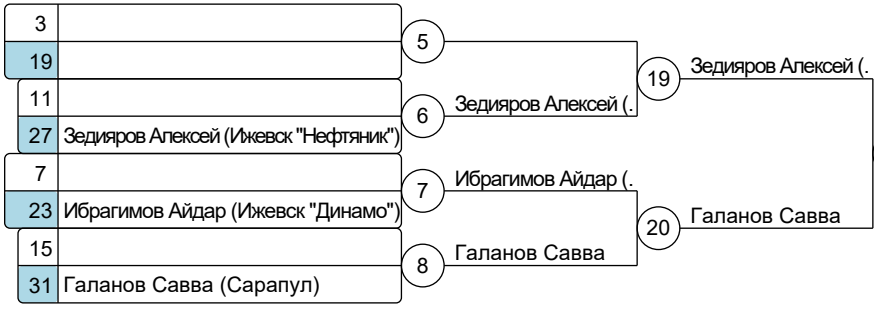 3
19
5
11
27 Зедияров Алексей (Ижевск "Нефтяник")
6
Зедияров Алексей (.
19
Зедияров Алексей (.
7
23 Ибрагимов Айдар (Ижевск "Динамо")
7
Ибрагимов Айдар (.
15
31 Галанов Савва (Сарапул)
8
Галанов Савва
20
Галанов Савва